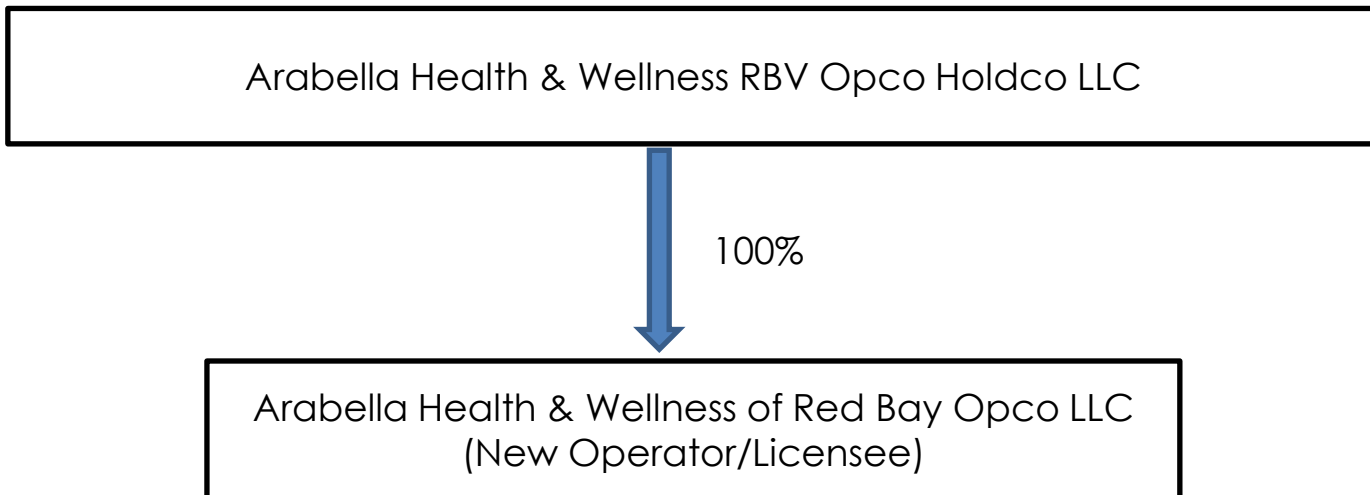 Arabella Health & Wellness RBV Opco Holdco LLC
100%
Arabella Health & Wellness of Red Bay Opco LLC
(New Operator/Licensee)